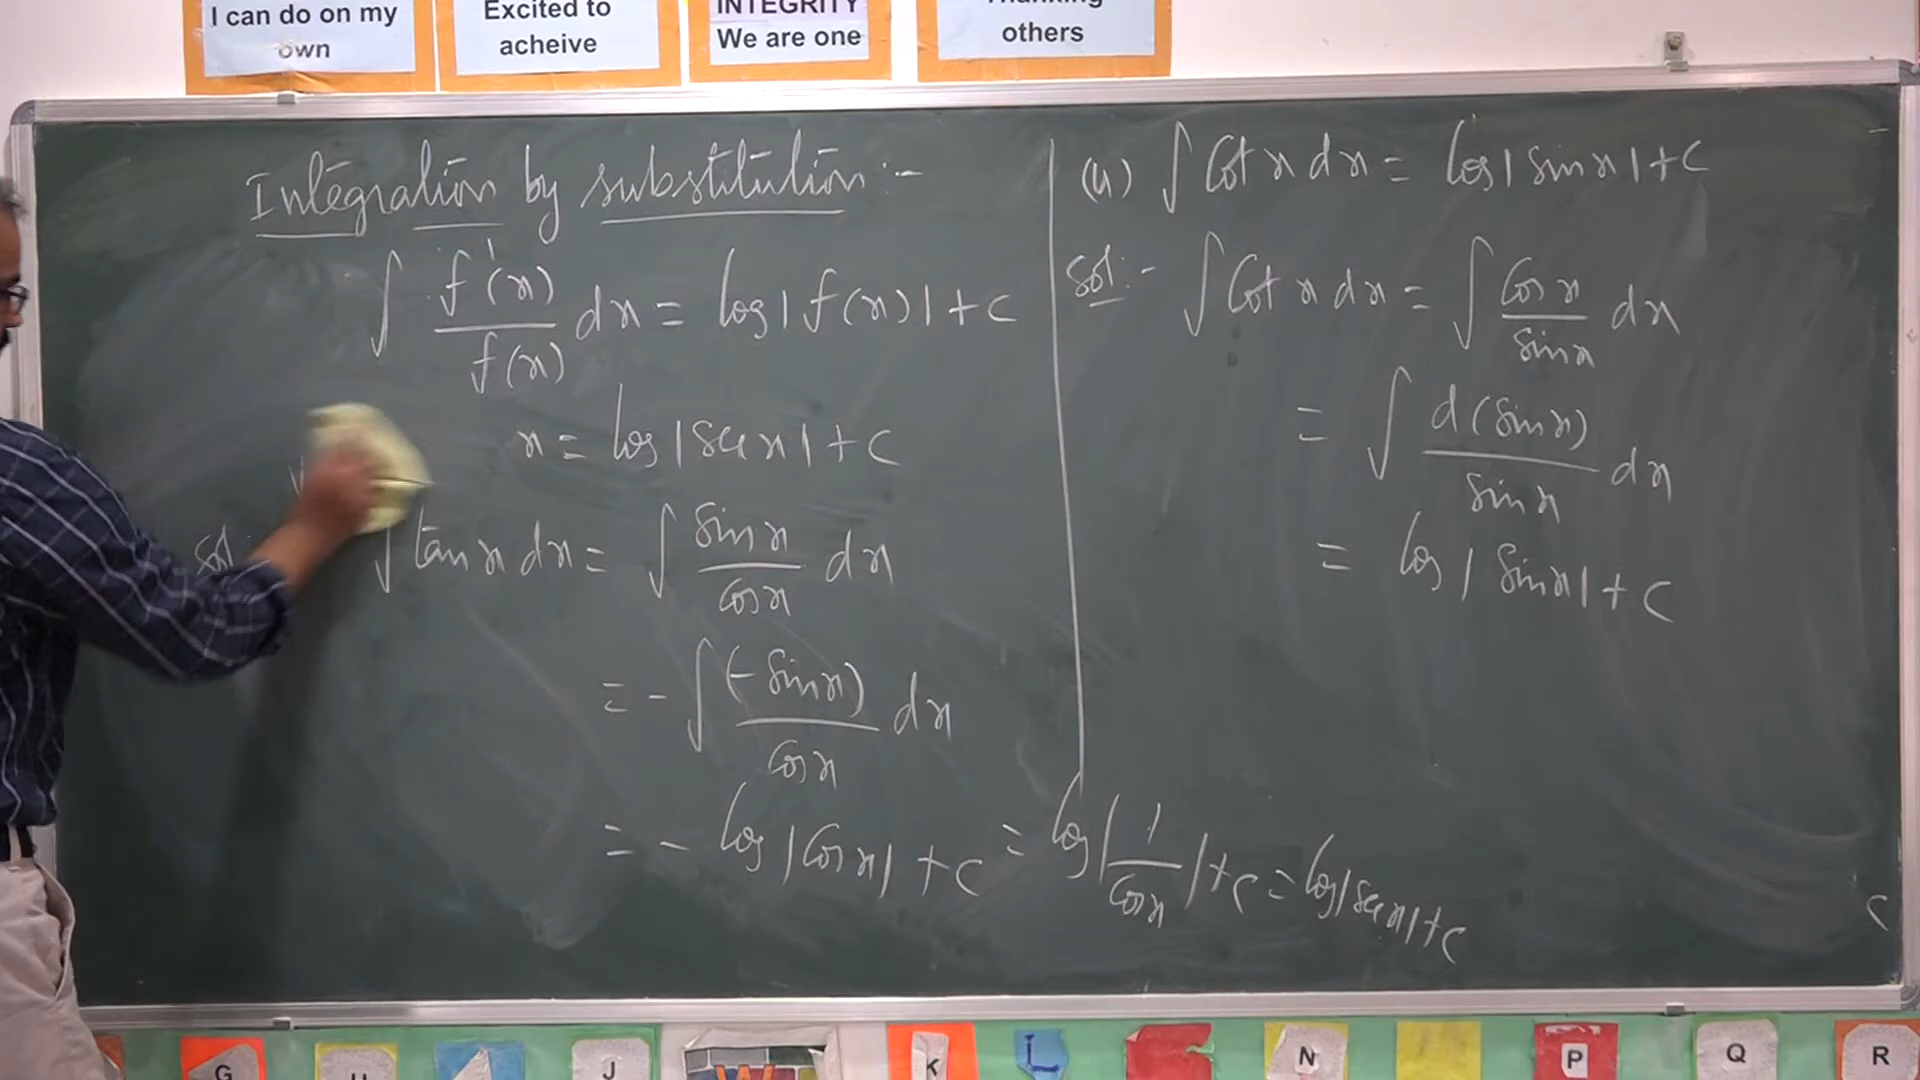 I can do on my
own
Excited to
acheive
INTEGRITY
We are one
Thanking
others
Integration by substitution :-
∫ f'(x)/f(x) dx = log|f(x)| + c
x = log|sec x| + c
Sol:
∫ tan x dx = ∫ sin x/cos x dx
= - ∫ (-sin x)/cos x dx
= - log|cos x| + c = log|1/cos x| + c = log|sec x| + c
(ii) ∫ cot x dx = log|sin x| + c
Sol:- ∫ cot x dx = ∫ cos x/sin x dx
= ∫ d(sin x)/sin x dx
= log|sin x| + c
c
G
J
W
K
L
N
P
Q
R